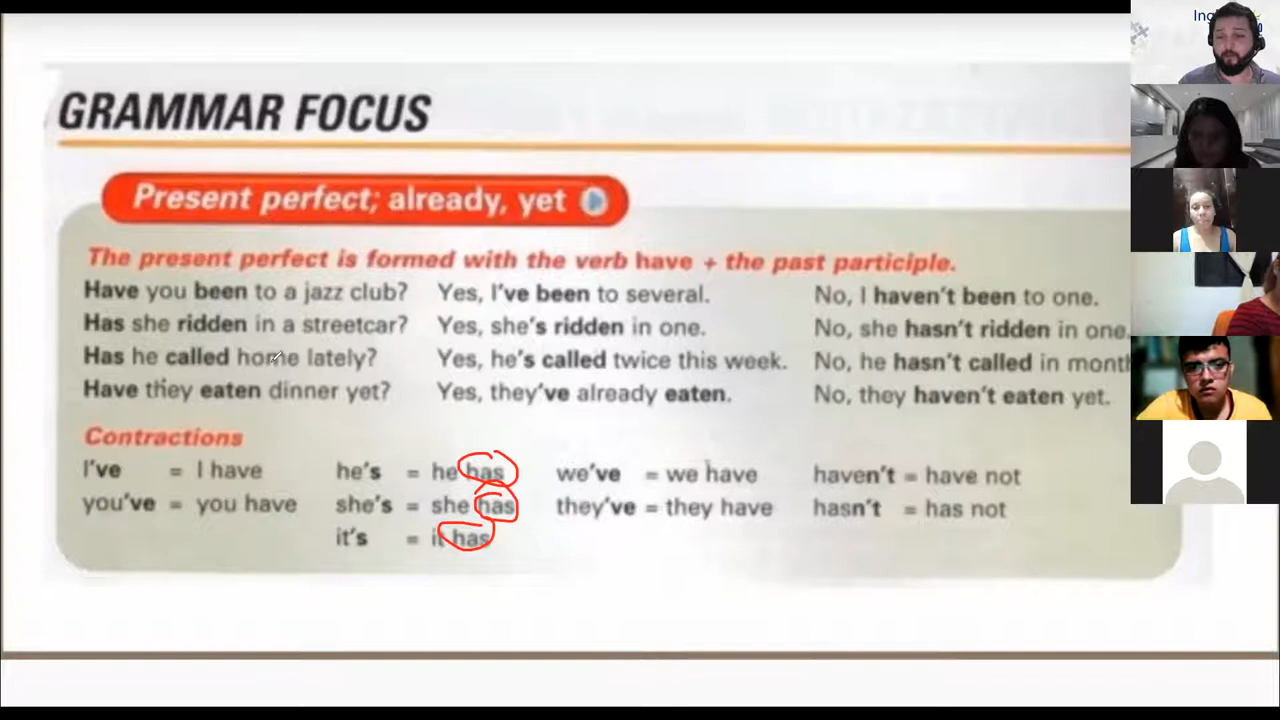 GRAMMAR FOCUS
Present perfect; already, yet
The present perfect is formed with the verb have + the past participle.
Have you been to a jazz club? Yes, I've been to several. No, I haven't been to one.
Has she ridden in a streetcar? Yes, she's ridden in one. No, she hasn't ridden in one.
Has he called home lately? Yes, he's called twice this week. No, he hasn't called in month
Have they eaten dinner yet? Yes, they've already eaten. No, they haven't eaten yet.
Contractions
I've = I have he's = he has we've = we have haven't = have not
you've = you have she's = she has they've = they have hasn't = has not
it's = it has